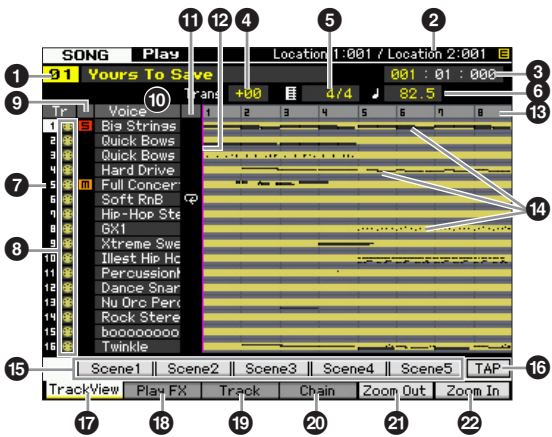 11 12 4 5 2
SONG Play Location 1:001 / Location 2:001
1 01 Yours To Save 001 : 01 : 000 3
Trans +00 4/4 82.5 6
9 10
Tr Voice 1 2 3 4 5 6 7 8 13
1 S Big Strings
2 Quick Bows
3 Quick Bows
4 Hard Drive
7 5 m Full Concer
6 Soft RnB
7 Hip-Hop Ste
8 8 GX1
9 Xtreme Swe
10 Illest Hip Ho
11 Percussion
12 Dance Snar
13 Nu Orc Perc
14 Rock Stere
15 booooooooo
16 Twinkle
14
15 Scene1 Scene2 Scene3 Scene4 Scene5 TAP 16
TrackView Play FX Track Chain Zoom Out Zoom In
17 18 19 20 21 22